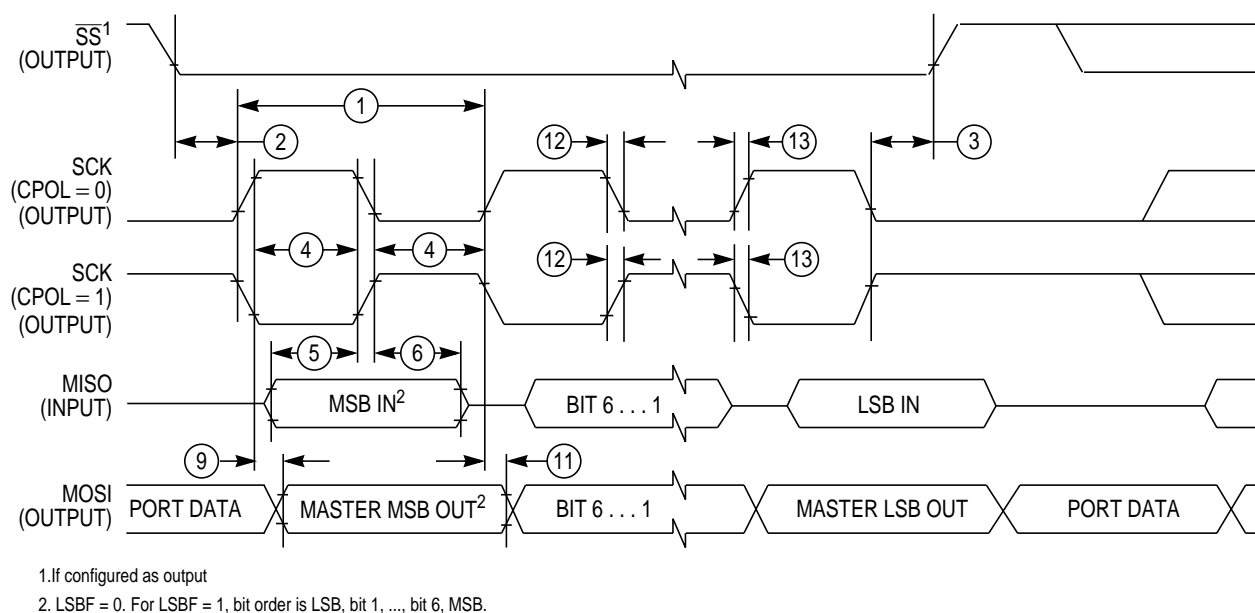 SS¹
(OUTPUT)
1
2
12
13
3
SCK
(CPOL = 0)
(OUTPUT)
4
4
12
13
SCK
(CPOL = 1)
(OUTPUT)
5
6
MISO
(INPUT)
MSB IN²
BIT 6 . . . 1
LSB IN
9
11
MOSI
(OUTPUT)
PORT DATA
MASTER MSB OUT²
BIT 6 . . . 1
MASTER LSB OUT
PORT DATA
1.If configured as output
2. LSBF = 0. For LSBF = 1, bit order is LSB, bit 1, ..., bit 6, MSB.